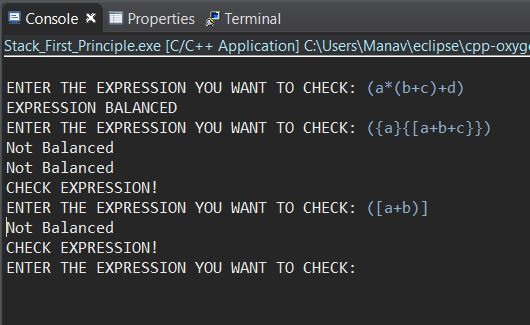 Console Properties Terminal
Stack_First_Principle.exe [C/C++ Application] C:\Users\Manav\eclipse\cpp-oxyg
ENTER THE EXPRESSION YOU WANT TO CHECK: (a*(b+c)+d)
EXPRESSION BALANCED
ENTER THE EXPRESSION YOU WANT TO CHECK: ({a}{[a+b+c}})
Not Balanced
Not Balanced
CHECK EXPRESSION!
ENTER THE EXPRESSION YOU WANT TO CHECK: ([a+b)]
Not Balanced
CHECK EXPRESSION!
ENTER THE EXPRESSION YOU WANT TO CHECK: